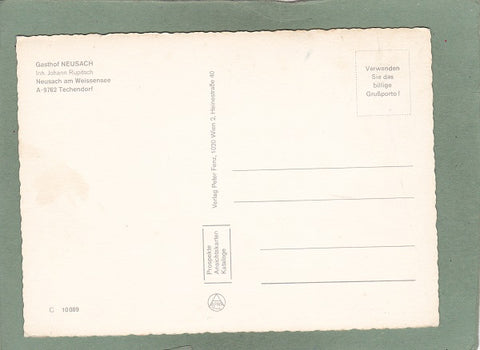 Gasthof NEUSACH
Inh. Johann Rupitsch
Neusach am Weissensee
A-9762 Techendorf
Verwenden
Sie das
billige
Grußporto!
Verlag Peter Fenz, 1020 Wien 2, Heinestraße 40
Prospekte
Ansichtskarten
Kataloge
C 10089